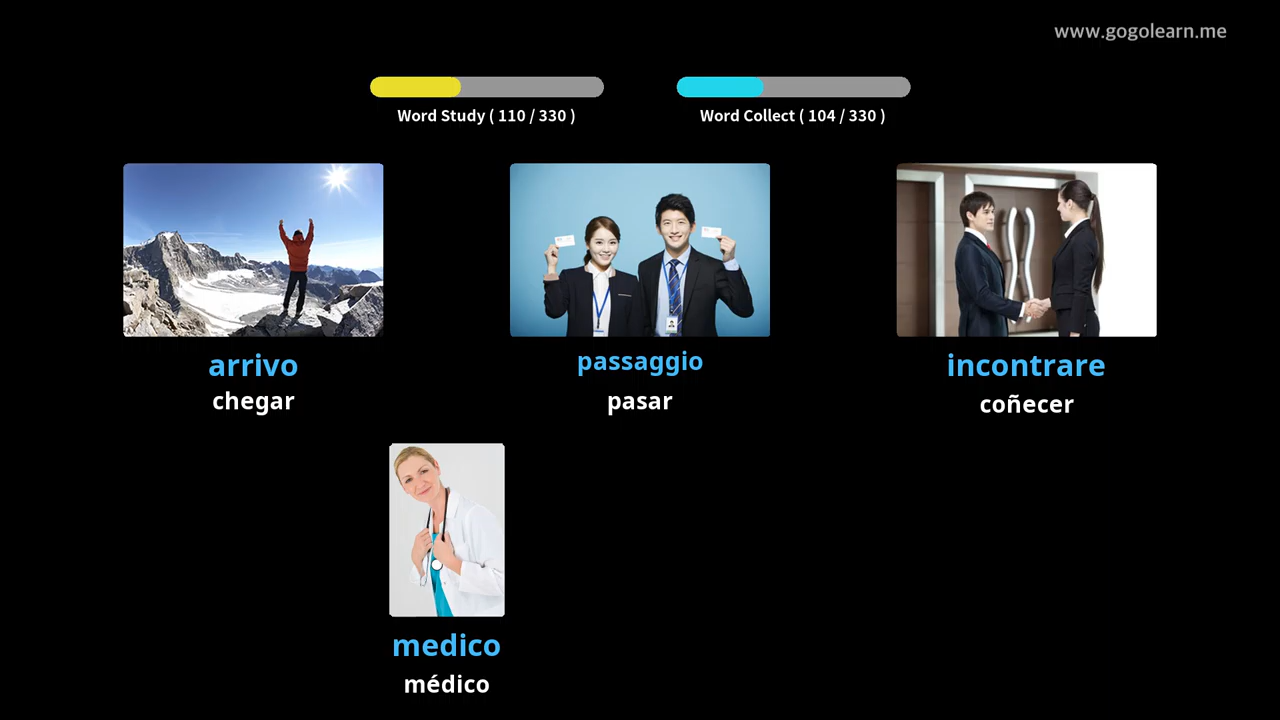 www.gogolearn.me
Word Study ( 110 / 330 )
Word Collect ( 104 / 330 )
arrivo
chegar
passaggio
pasar
incontrare
coñecer
medico
médico